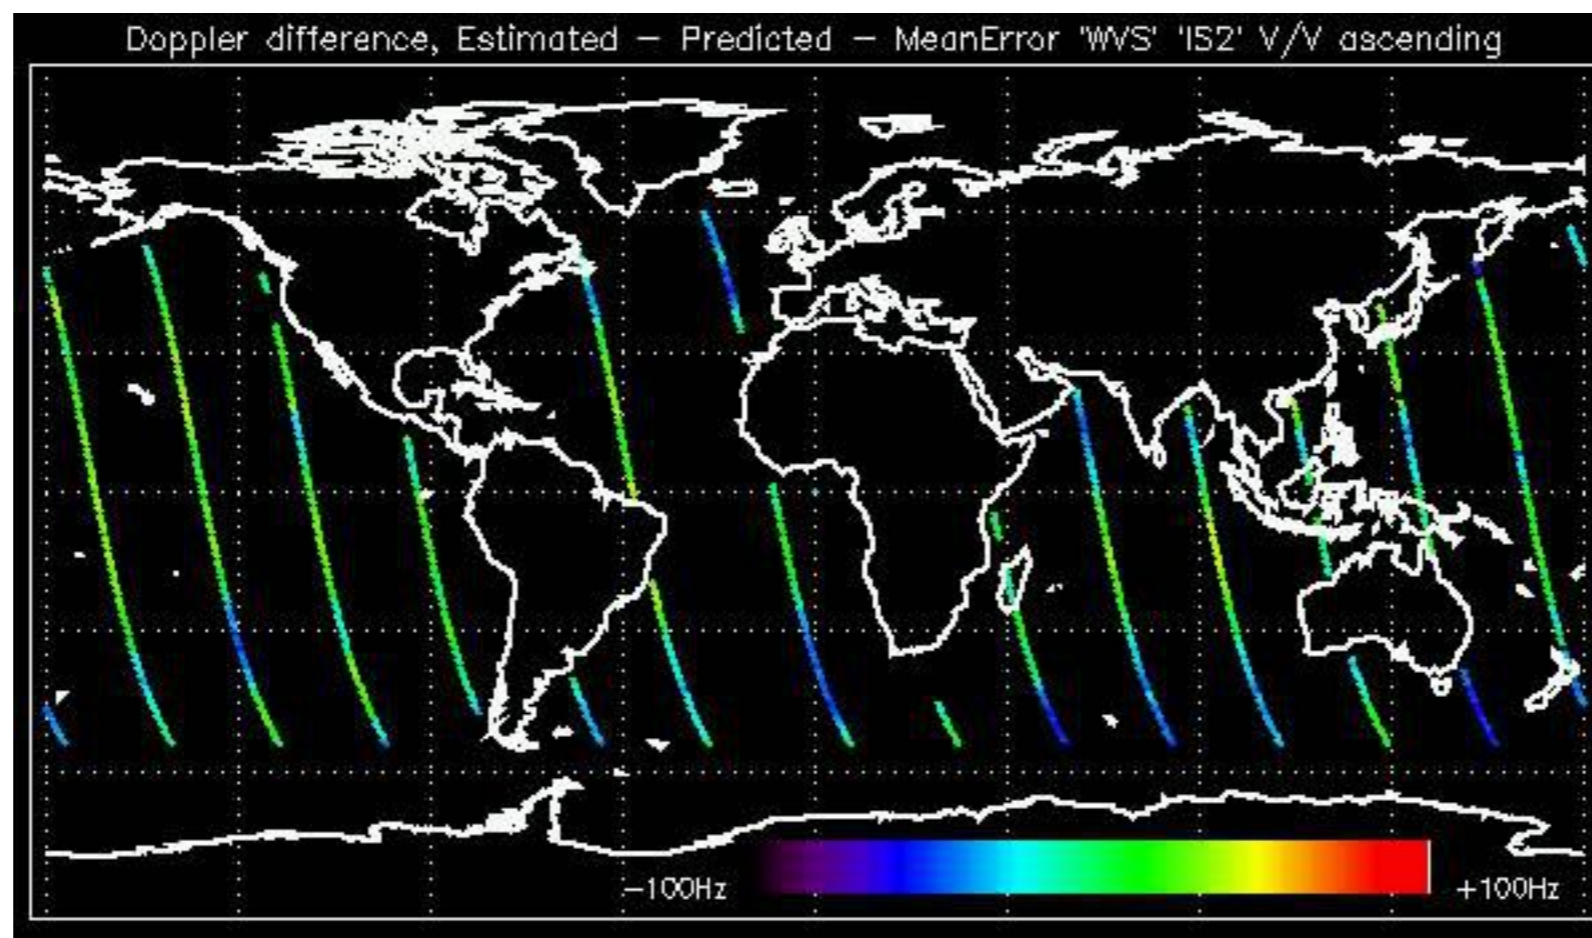 Doppler difference, Estimated – Predicted – MeanError 'WVS' 'IS2' V/V ascending
–100Hz +100Hz